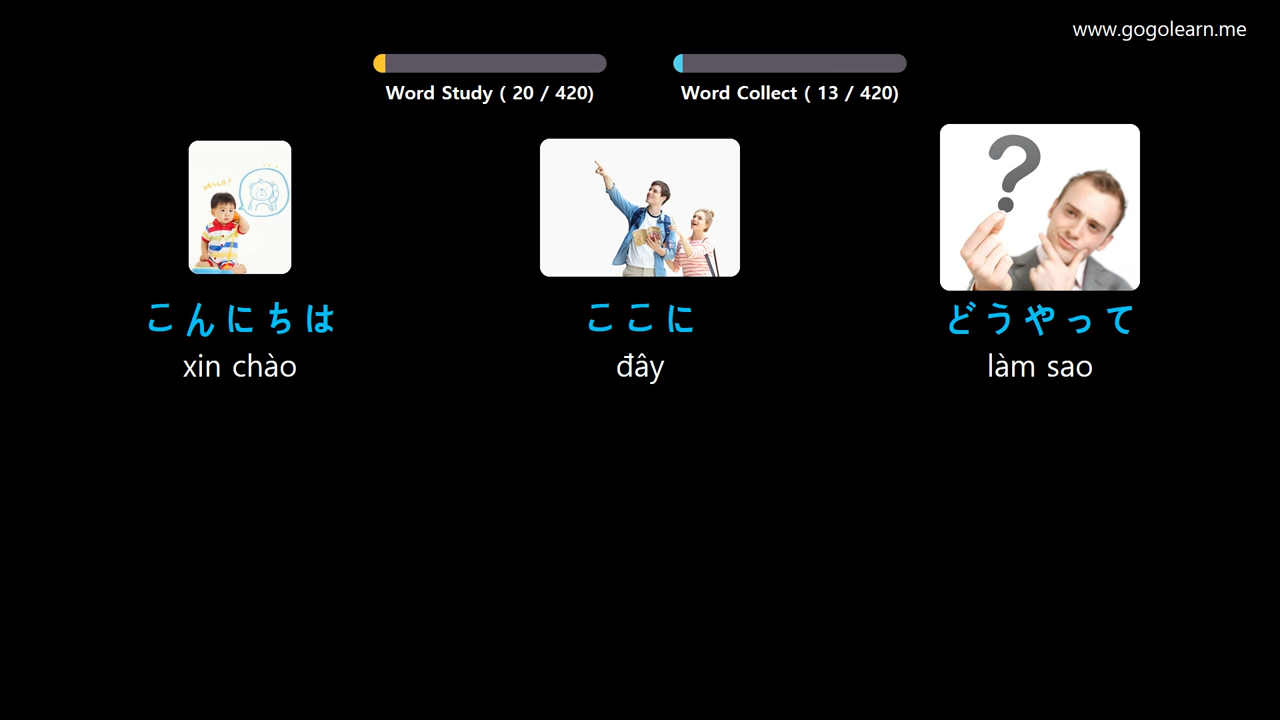 www.gogolearn.me
Word Study ( 20 / 420)
Word Collect ( 13 / 420)
HELLO!
こんにちは
xin chào
ここに
đây
どうやって
làm sao